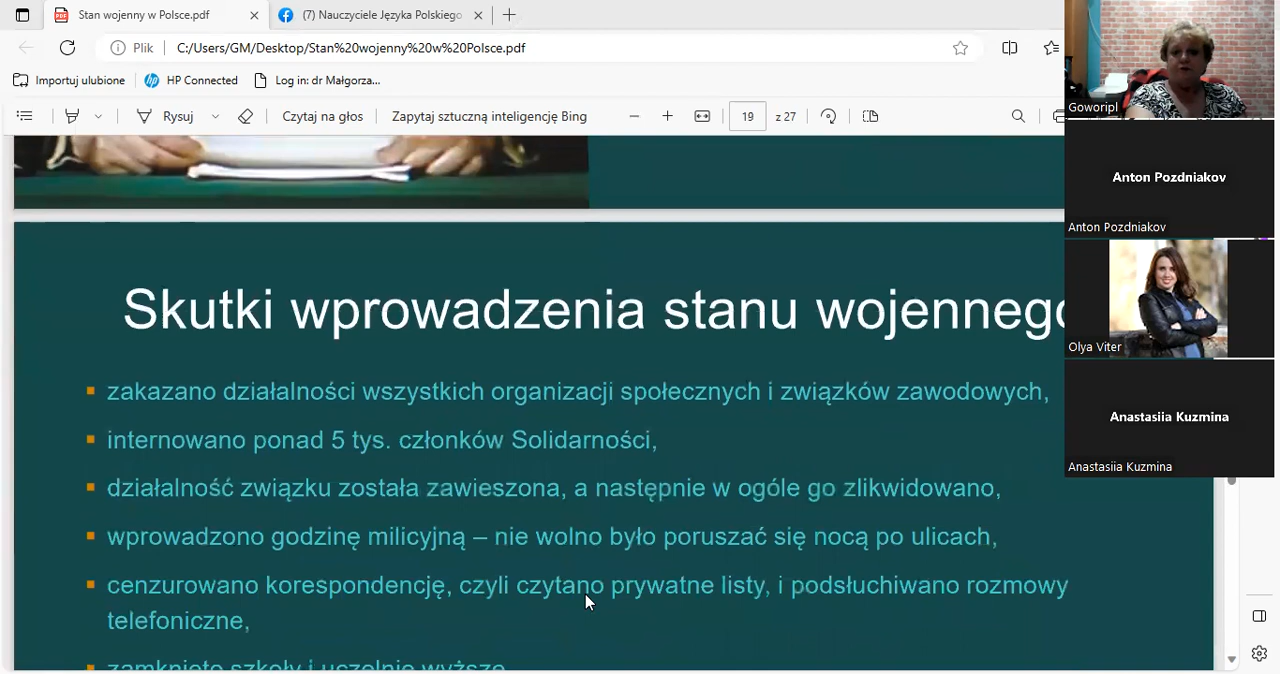 Stan wojenny w Polsce.pdf
(7) Nauczyciele Języka Polskiego
Plik
C:/Users/GM/Desktop/Stan%20wojenny%20w%20Polsce.pdf
Importuj ulubione
HP Connected
Log in: dr Małgorza...
Rysuj
Czytaj na głos
Zapytaj sztuczną inteligencję Bing
19
z 27
Goworipl
Anton Pozdniakov
Anton Pozdniakov
Olya Viter
Anastasiia Kuzmina
Anastasiia Kuzmina
Skutki wprowadzenia stanu wojennego
zakazano działalności wszystkich organizacji społecznych i związków zawodowych,
internowano ponad 5 tys. członków Solidarności,
działalność związku została zawieszona, a następnie w ogóle go zlikwidowano,
wprowadzono godzinę milicyjną – nie wolno było poruszać się nocą po ulicach,
cenzurowano korespondencję, czyli czytano prywatne listy, i podsłuchiwano rozmowy
telefoniczne,
zamknięto szkoły i uczelnie wyższe